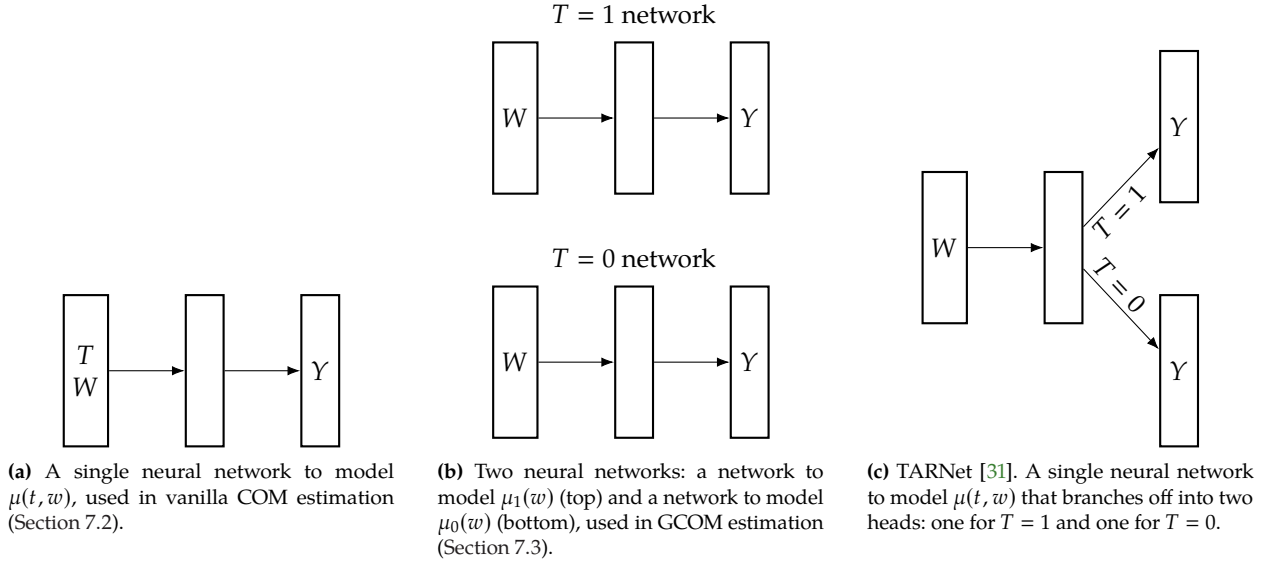 T
W
Y
(a) A single neural network to model
μ(t, w), used in vanilla COM estimation
(Section 7.2).
T = 1 network
W
Y
T = 0 network
W
Y
(b) Two neural networks: a network to
model μ₁(w) (top) and a network to model
μ₀(w) (bottom), used in GCOM estimation
(Section 7.3).
W
T = 1
Y
T = 0
Y
(c) TARNet [31]. A single neural network
to model μ(t, w) that branches off into two
heads: one for T = 1 and one for T = 0.